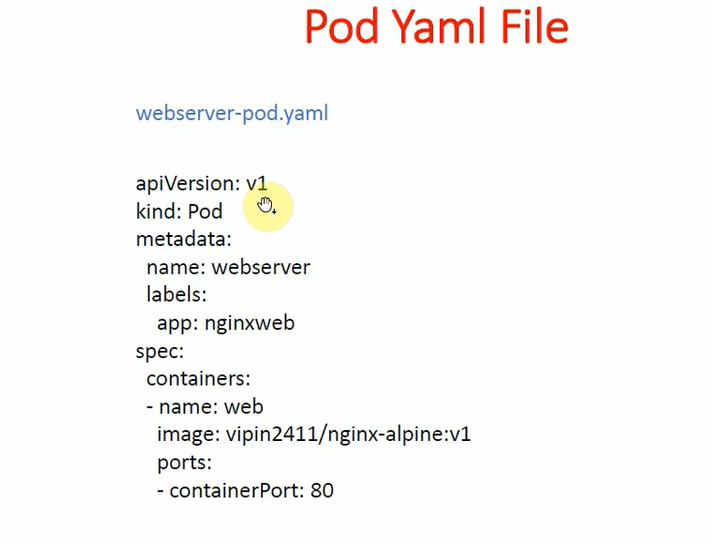 Pod Yaml File
webserver-pod.yaml
apiVersion: v1
kind: Pod
metadata:
  name: webserver
  labels:
    app: nginxweb
spec:
  containers:
  - name: web
    image: vipin2411/nginx-alpine:v1
    ports:
    - containerPort: 80